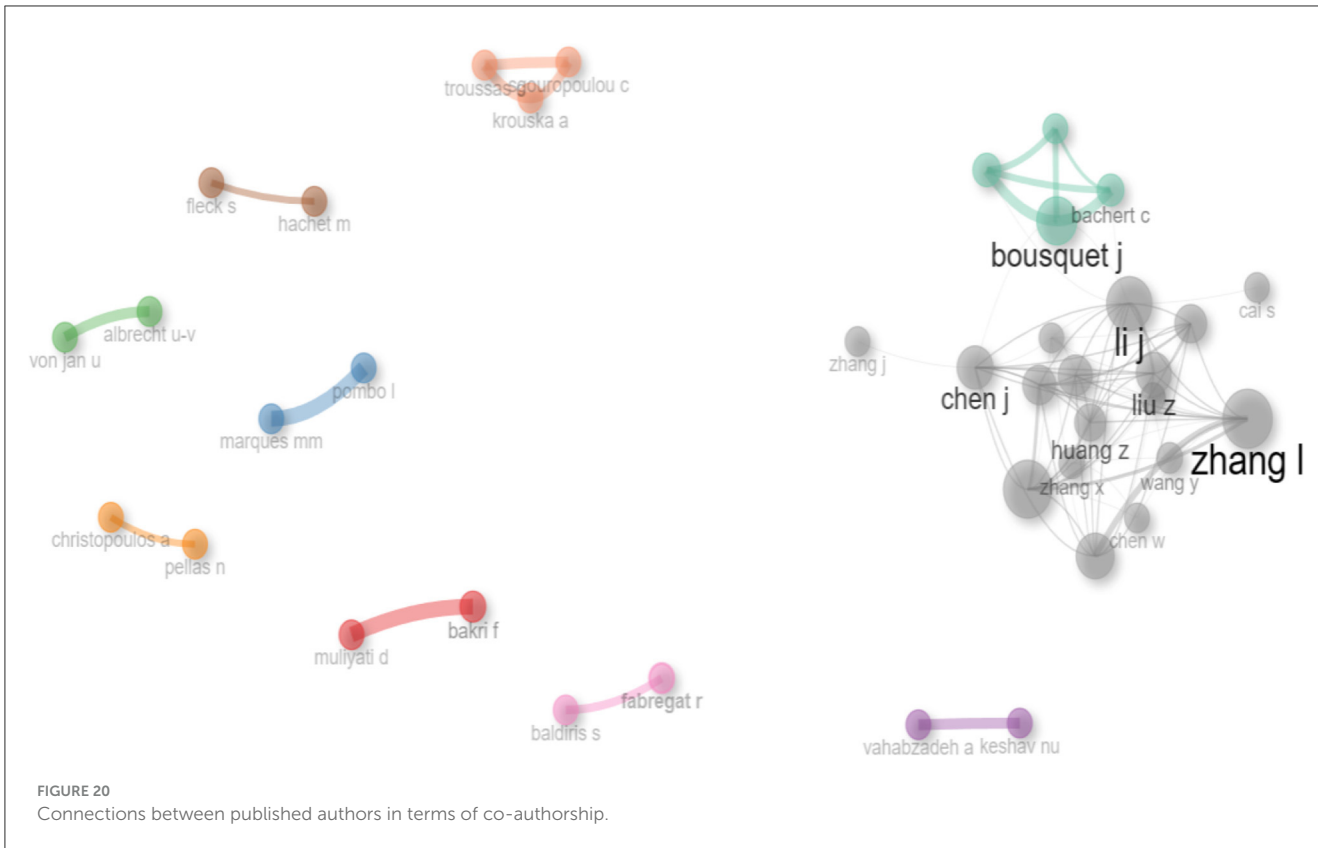 troussas
sgouropoulou c
krouska a
fleck s
hachet m
bachert c
bousquet j
cai s
albrecht u-v
von jan u
li j
zhang j
pombo l
chen j
liu z
marques mm
huang z
zhang l
zhang x
wang y
christopoulos a
chen w
pellas n
bakri f
muliyati d
fabregat r
baldiris s
vahabzadeh a
keshav nu
FIGURE 20
Connections between published authors in terms of co-authorship.